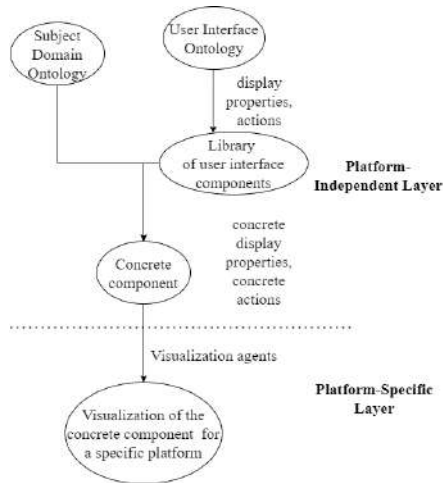 Subject
Domain
Ontology
User Interface
Ontology
display
properties,
actions
Library
of user interface
components
Platform-
Independent Layer
concrete
display
properties,
concrete
actions
Concrete
component
Visualization agents
Platform-Specific
Layer
Visualization of the
concrete component for
a specific platform